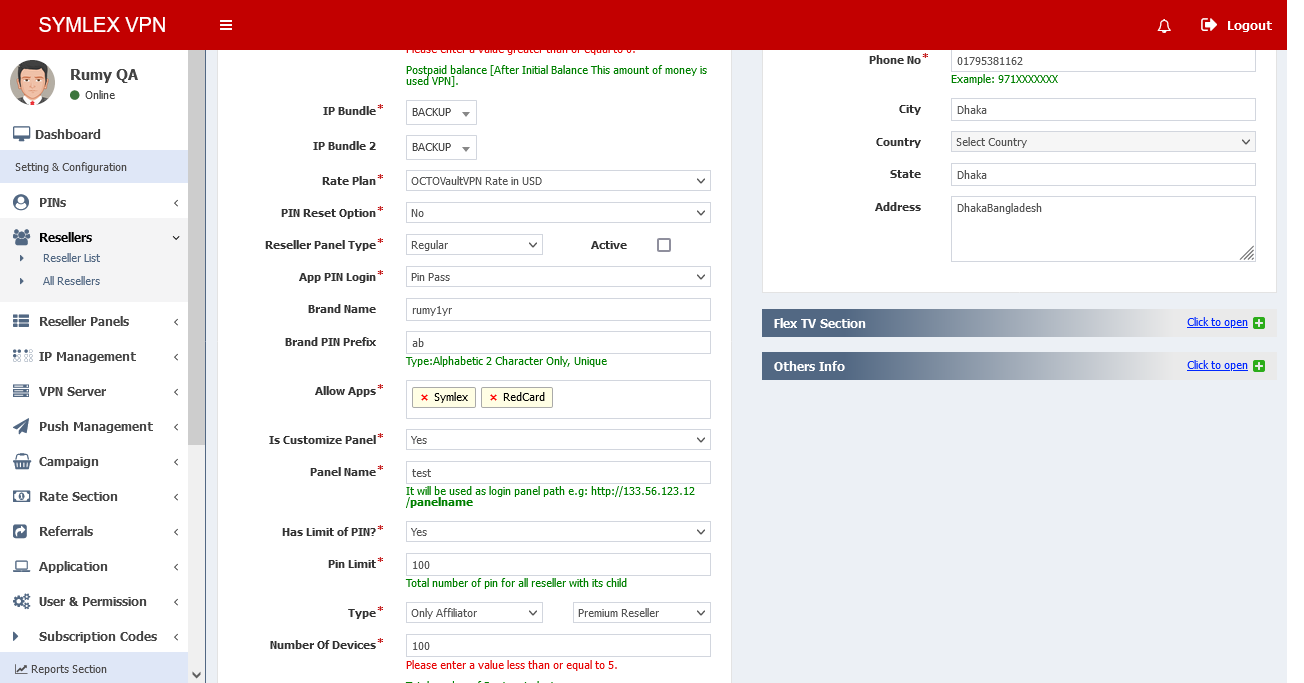 SYMLEX VPN
Logout
Rumy QA
Online
Dashboard
Setting & Configuration
PINs
Resellers
Reseller List
All Resellers
Reseller Panels
IP Management
VPN Server
Push Management
Campaign
Rate Section
Referrals
Application
User & Permission
Subscription Codes
Reports Section
Please enter a value greater than or equal to 0.
Postpaid balance [After Initial Balance This amount of money is
used VPN].
IP Bundle* BACKUP
IP Bundle 2 BACKUP
Rate Plan* OCTOVaultVPN Rate in USD
PIN Reset Option* No
Reseller Panel Type* Regular Active
App PIN Login* Pin Pass
Brand Name rumy1yr
Brand PIN Prefix ab
Type:Alphabetic 2 Character Only, Unique
Allow Apps* × Symlex × RedCard
Is Customize Panel* Yes
Panel Name* test
It will be used as login panel path e.g: http://133.56.123.12
/panelname
Has Limit of PIN?* Yes
Pin Limit* 100
Total number of pin for all reseller with its child
Type* Only Affiliator Premium Reseller
Number Of Devices* 100
Please enter a value less than or equal to 5.
Phone No* 01795381162
Example: 971XXXXXXX
City Dhaka
Country Select Country
State Dhaka
Address DhakaBangladesh
Flex TV Section Click to open
Others Info Click to open